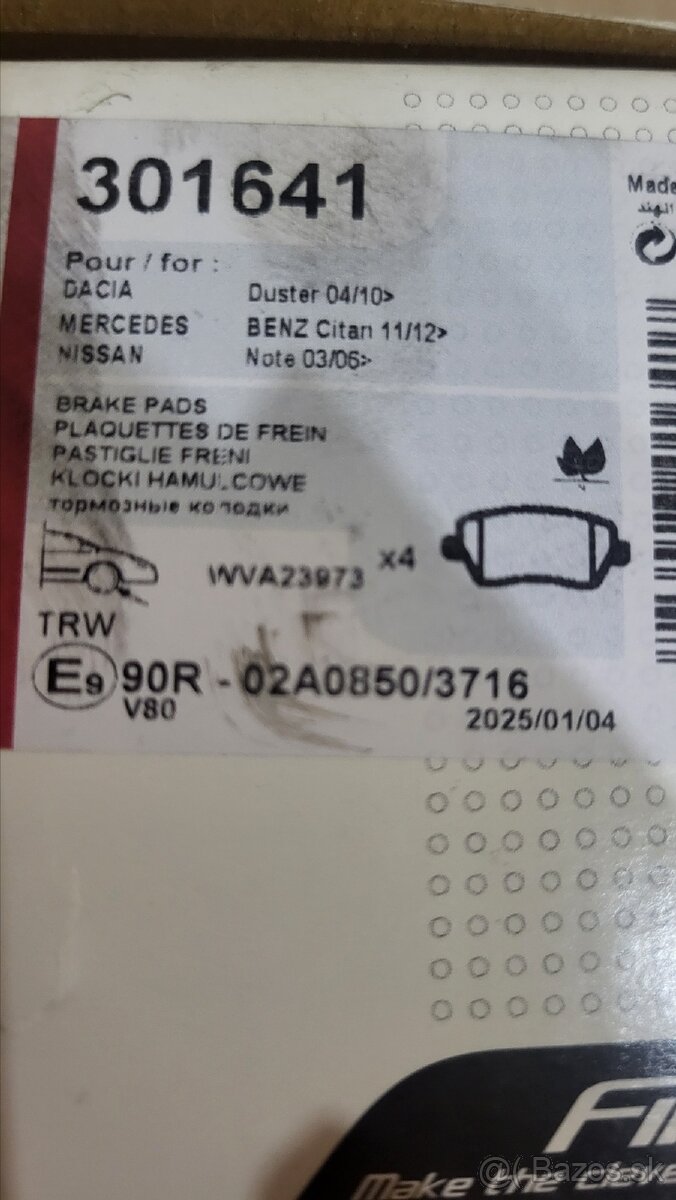 301641
Made
الهند
Pour / for :
DACIA Duster 04/10>
MERCEDES BENZ Citan 11/12>
NISSAN Note 03/06>
BRAKE PADS
PLAQUETTES DE FREIN
PASTIGLIE FRENI
KLOCKI HAMULCOWE
тормозные колодки
WVA23973 x4
TRW
E9 90R - 02A0850/3716
V80
2025/01/04
Make the
Bazos.sk